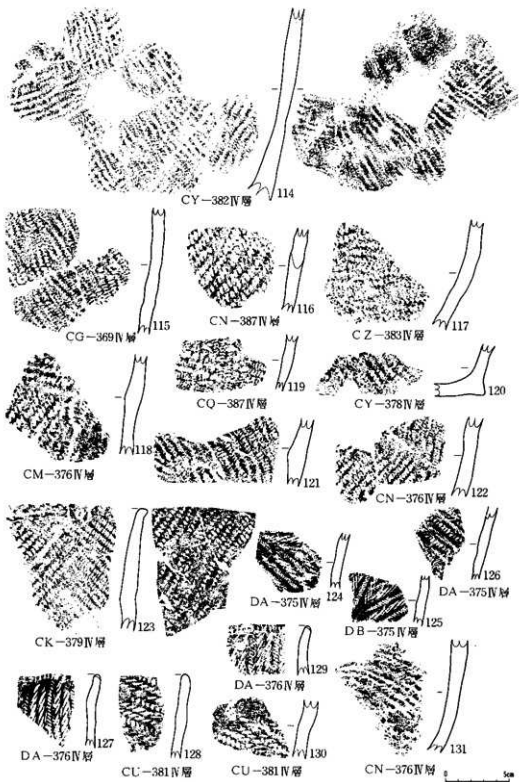 CY-382Ⅳ層 114
CG-369Ⅳ層 115
CN-387Ⅳ層 116
CZ-383Ⅳ層 117
CM-376Ⅳ層 118
CQ-387Ⅳ層 119
CY-378Ⅳ層 120
121
CN-376Ⅳ層 122
CK-379Ⅳ層 123
DA-375Ⅳ層 124
DB-375Ⅳ層 125
DA-375Ⅳ層 126
DA-376Ⅳ層 127
CU-381Ⅳ層 128
DA-376Ⅳ層 129
CU-381Ⅳ層 130
CN-376Ⅳ層 131
0 5cm